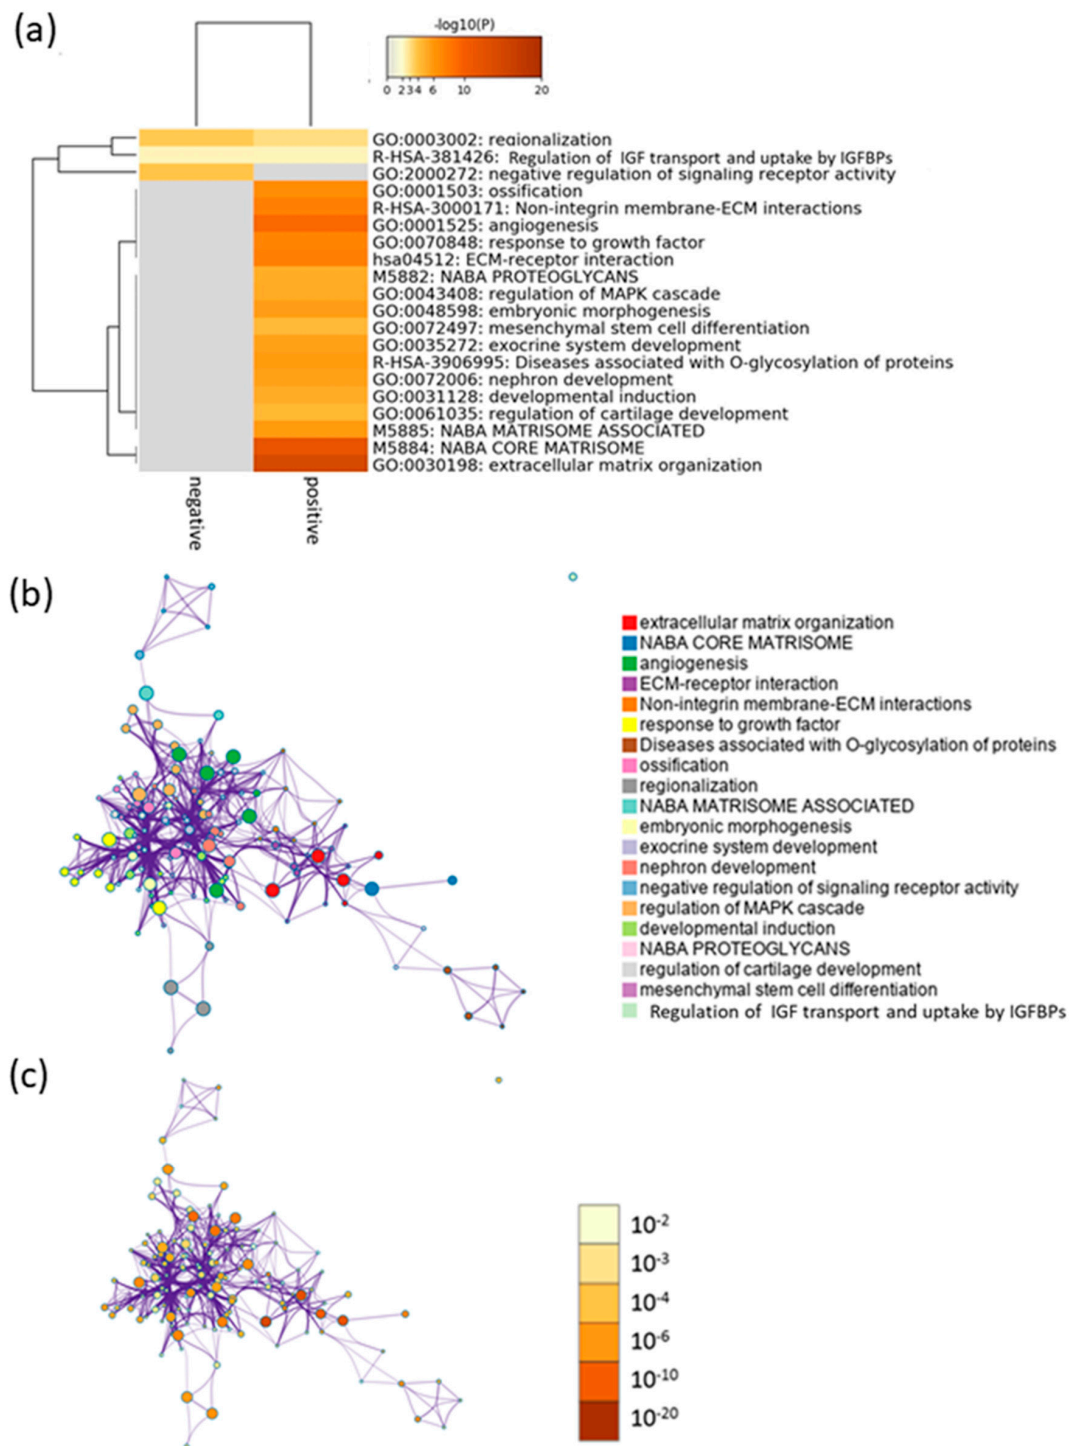 (a)
-log10(P)
0 2 3 4 6 10 20
GO:0003002: regionalization
R-HSA-381426: Regulation of IGF transport and uptake by IGFBPs
GO:2000272: negative regulation of signaling receptor activity
GO:0001503: ossification
R-HSA-3000171: Non-integrin membrane-ECM interactions
GO:0001525: angiogenesis
GO:0070848: response to growth factor
hsa04512: ECM-receptor interaction
M5882: NABA PROTEOGLYCANS
GO:0043408: regulation of MAPK cascade
GO:0048598: embryonic morphogenesis
GO:0072497: mesenchymal stem cell differentiation
GO:0035272: exocrine system development
R-HSA-3906995: Diseases associated with O-glycosylation of proteins
GO:0072006: nephron development
GO:0031128: developmental induction
GO:0061035: regulation of cartilage development
M5885: NABA MATRISOME ASSOCIATED
M5884: NABA CORE MATRISOME
GO:0030198: extracellular matrix organization
negative
positive
(b)
extracellular matrix organization
NABA CORE MATRISOME
angiogenesis
ECM-receptor interaction
Non-integrin membrane-ECM interactions
response to growth factor
Diseases associated with O-glycosylation of proteins
ossification
regionalization
NABA MATRISOME ASSOCIATED
embryonic morphogenesis
exocrine system development
nephron development
negative regulation of signaling receptor activity
regulation of MAPK cascade
developmental induction
NABA PROTEOGLYCANS
regulation of cartilage development
mesenchymal stem cell differentiation
Regulation of IGF transport and uptake by IGFBPs
(c)
10-2
10-3
10-4
10-6
10-10
10-20